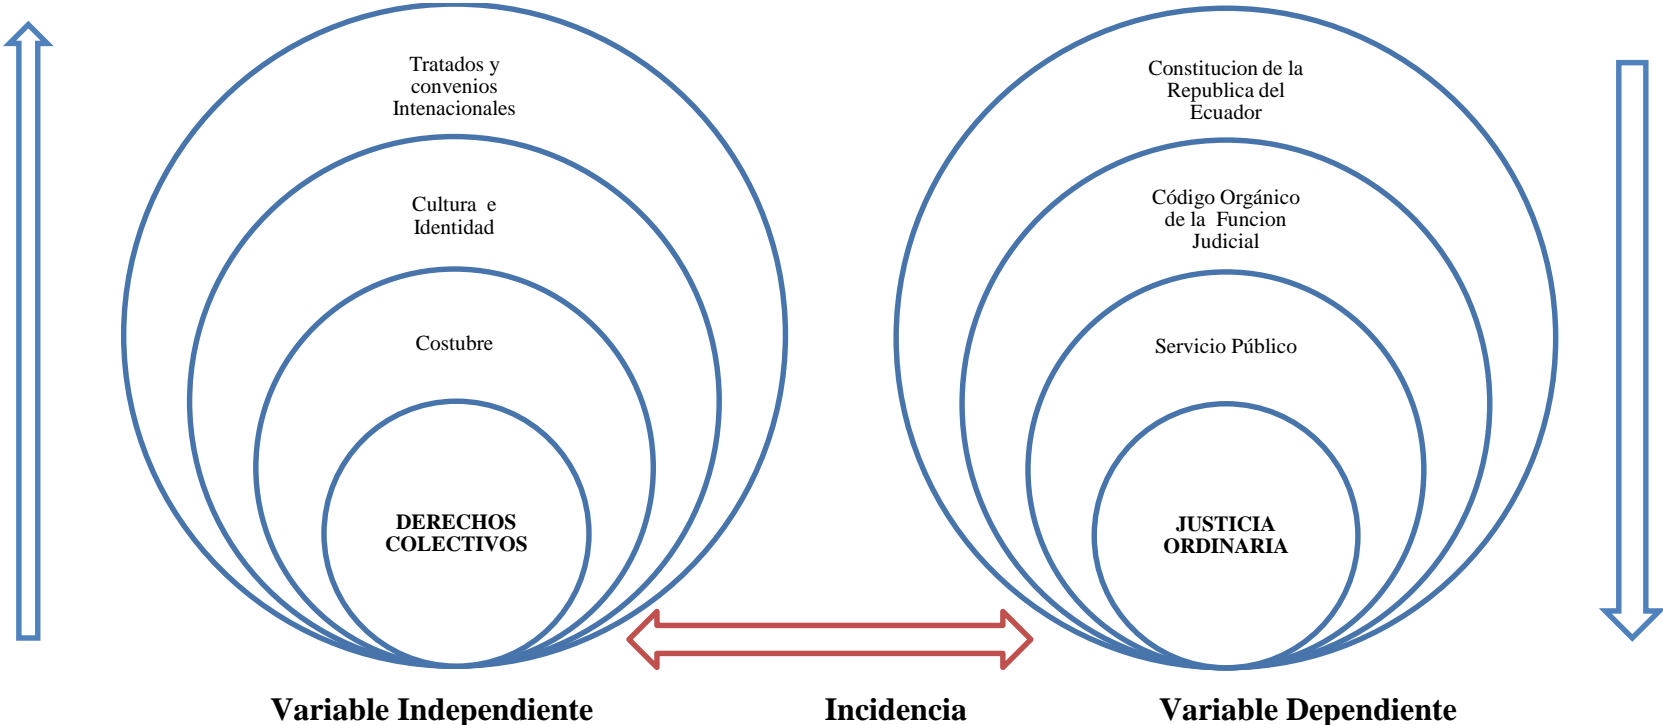 Tratados y
convenios
Intenacionales
Cultura e
Identidad
Costubre
DERECHOS
COLECTIVOS
Constitucion de la
Republica del
Ecuador
Código Orgánico
de la Funcion
Judicial
Servicio Público
JUSTICIA
ORDINARIA
Variable Independiente
Incidencia
Variable Dependiente